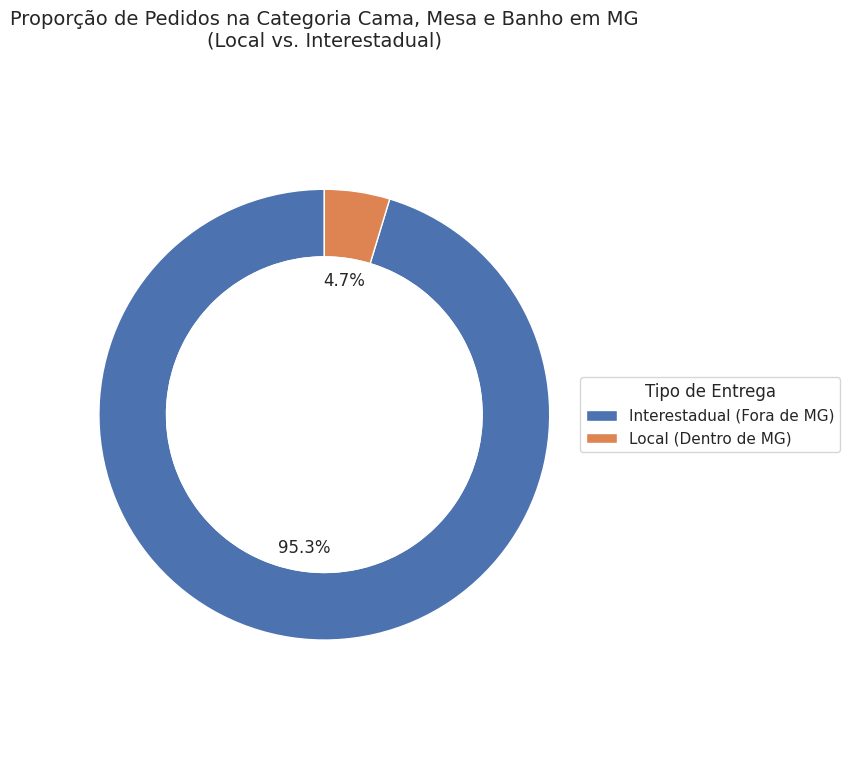 Proporção de Pedidos na Categoria Cama, Mesa e Banho em MG
(Local vs. Interestadual)
4.7%
95.3%
Tipo de Entrega
Interestadual (Fora de MG)
Local (Dentro de MG)